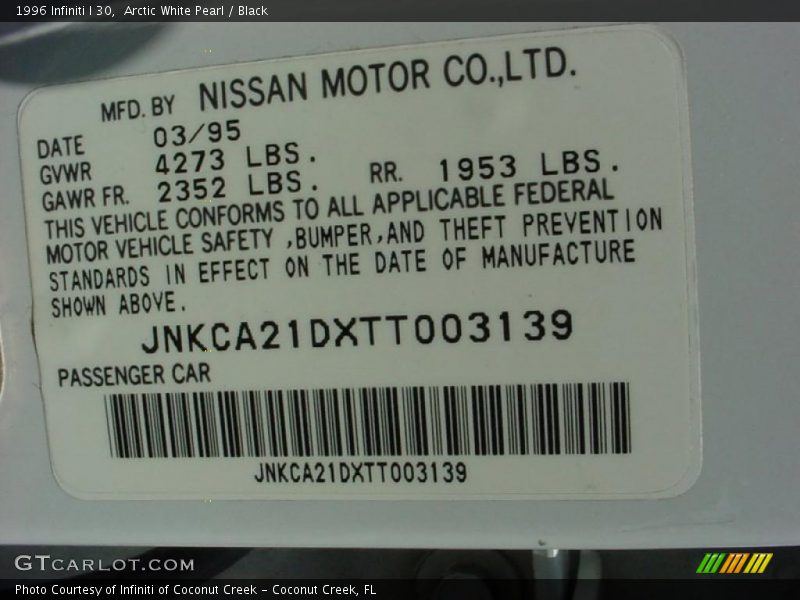 1996 Infiniti I 30, Arctic White Pearl / Black
MFD. BY NISSAN MOTOR CO.,LTD.
DATE 03/95
GVWR 4273 LBS.
GAWR FR. 2352 LBS. RR. 1953 LBS.
THIS VEHICLE CONFORMS TO ALL APPLICABLE FEDERAL
MOTOR VEHICLE SAFETY ,BUMPER,AND THEFT PREVENTION
STANDARDS IN EFFECT ON THE DATE OF MANUFACTURE
SHOWN ABOVE.
JNKCA21DXTT003139
PASSENGER CAR
JNKCA21DXTT003139
GTCARLOT.COM
Photo Courtesy of Infiniti of Coconut Creek – Coconut Creek, FL